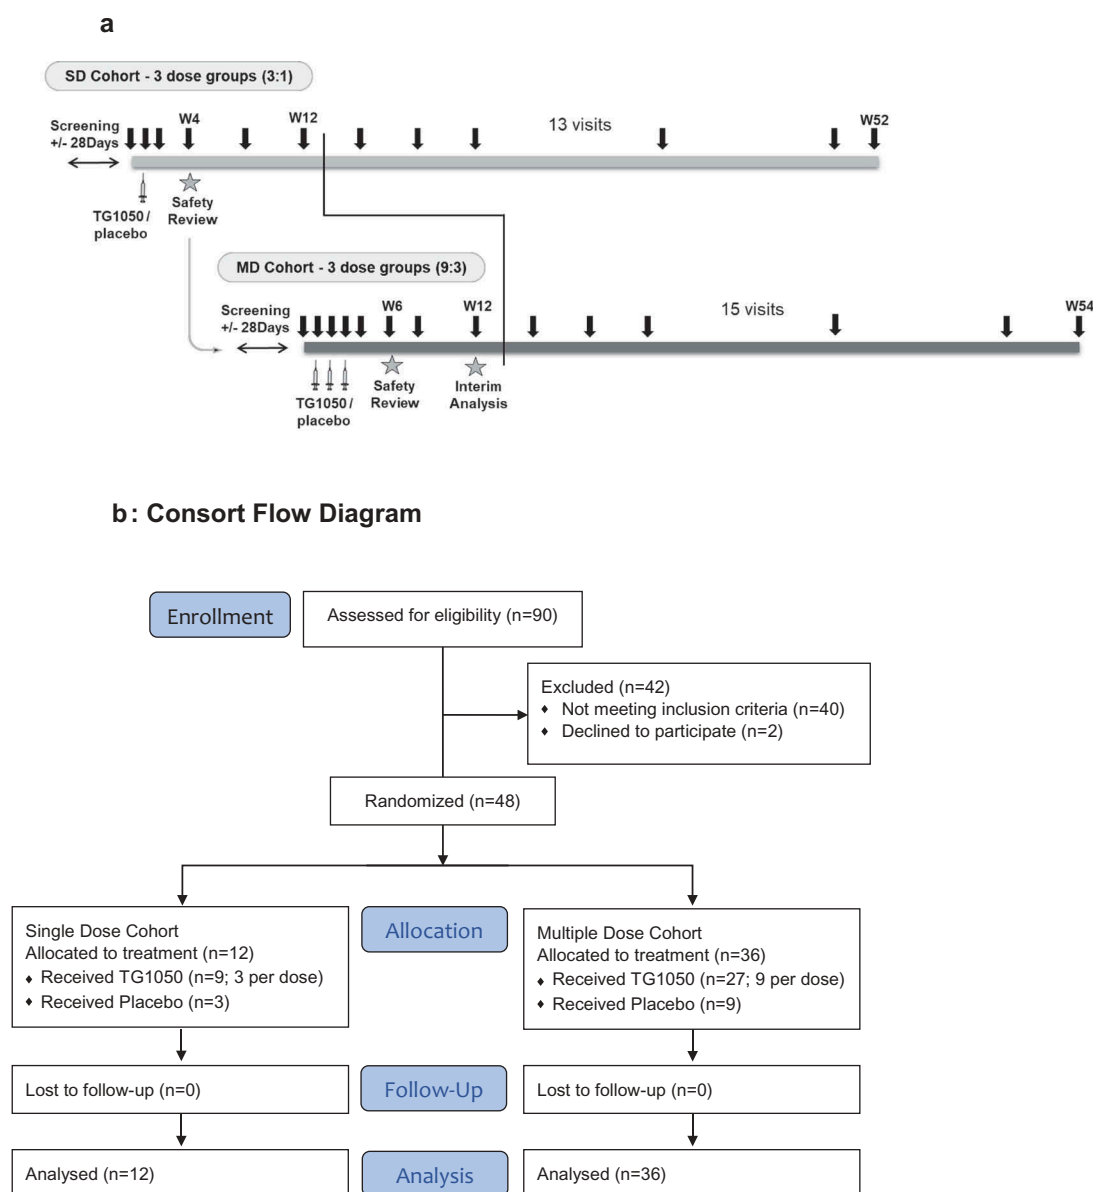 a
SD Cohort - 3 dose groups (3:1)
Screening
+/- 28Days
W4
W12
13 visits
W52
TG1050 /
placebo
Safety
Review
MD Cohort - 3 dose groups (9:3)
Screening
+/- 28Days
W6
W12
15 visits
W54
TG1050 /
placebo
Safety
Review
Interim
Analysis
b: Consort Flow Diagram
Enrollment
Assessed for eligibility (n=90)
Excluded (n=42)
♦ Not meeting inclusion criteria (n=40)
♦ Declined to participate (n=2)
Randomized (n=48)
Single Dose Cohort
Allocated to treatment (n=12)
♦ Received TG1050 (n=9; 3 per dose)
♦ Received Placebo (n=3)
Allocation
Multiple Dose Cohort
Allocated to treatment (n=36)
♦ Received TG1050 (n=27; 9 per dose)
♦ Received Placebo (n=9)
Lost to follow-up (n=0)
Follow-Up
Lost to follow-up (n=0)
Analysed (n=12)
Analysis
Analysed (n=36)